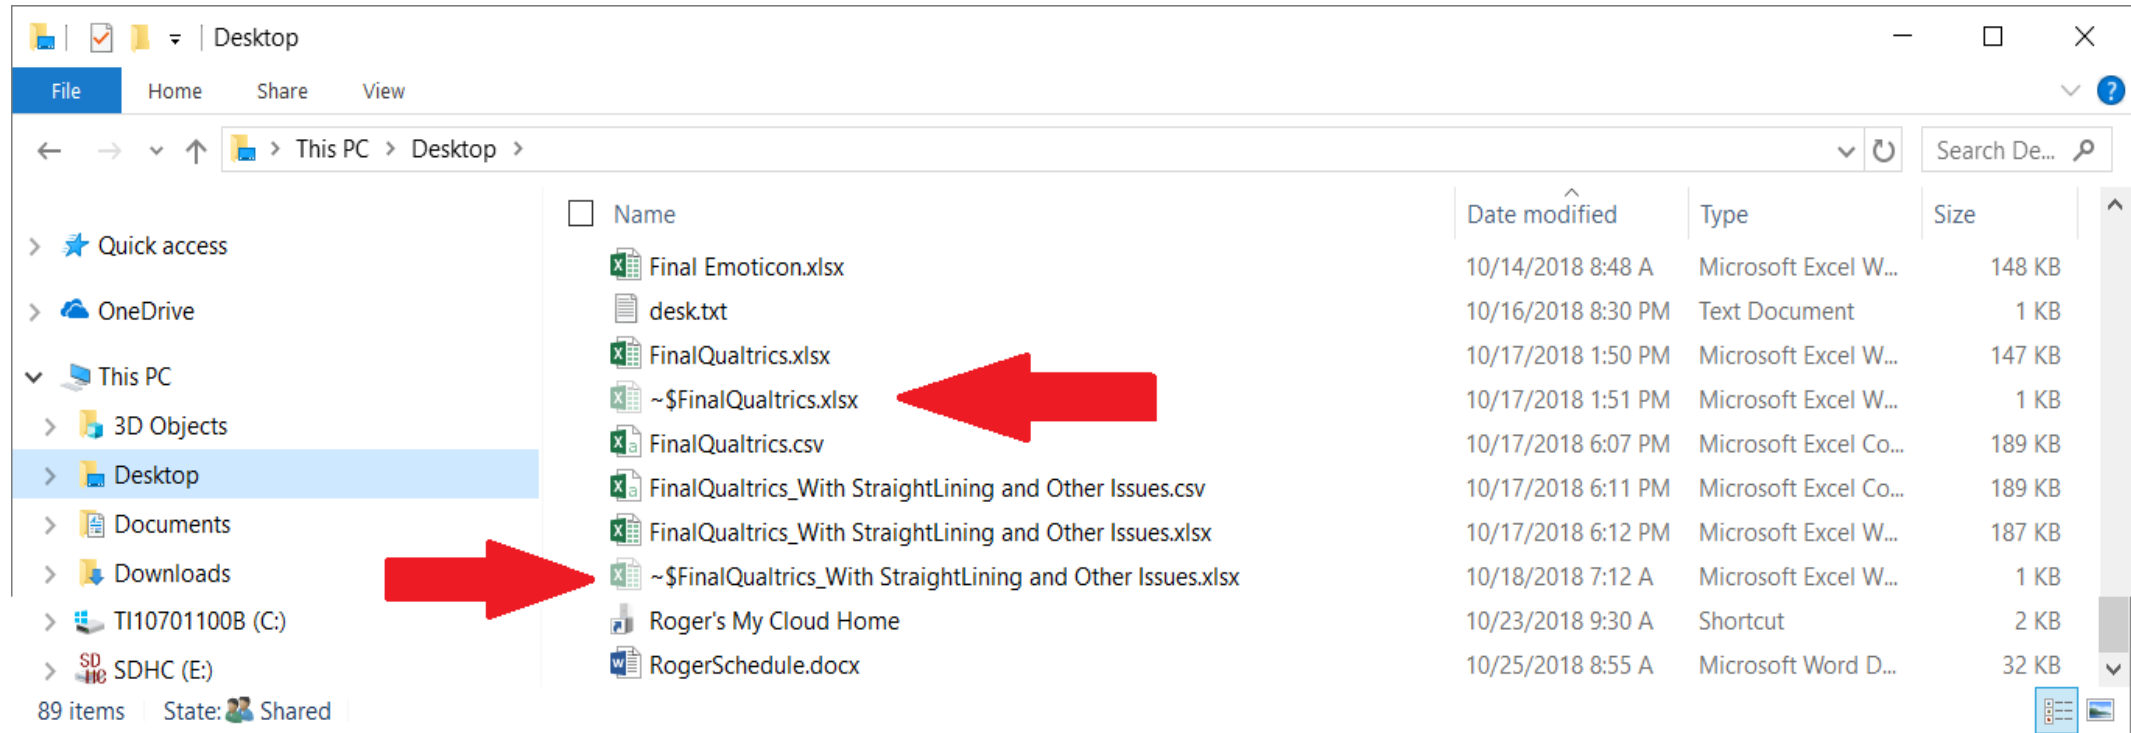 Desktop
File Home Share View
This PC Desktop
Search De...
Name Date modified Type Size
Quick access
OneDrive
This PC
3D Objects
Desktop
Documents
Downloads
TI10701100B (C:)
SDHC (E:)
Final Emoticon.xlsx 10/14/2018 8:48 A Microsoft Excel W... 148 KB
desk.txt 10/16/2018 8:30 PM Text Document 1 KB
FinalQualtrics.xlsx 10/17/2018 1:50 PM Microsoft Excel W... 147 KB
~$FinalQualtrics.xlsx 10/17/2018 1:51 PM Microsoft Excel W... 1 KB
FinalQualtrics.csv 10/17/2018 6:07 PM Microsoft Excel Co... 189 KB
FinalQualtrics_With StraightLining and Other Issues.csv 10/17/2018 6:11 PM Microsoft Excel Co... 189 KB
FinalQualtrics_With StraightLining and Other Issues.xlsx 10/17/2018 6:12 PM Microsoft Excel W... 187 KB
~$FinalQualtrics_With StraightLining and Other Issues.xlsx 10/18/2018 7:12 A Microsoft Excel W... 1 KB
Roger's My Cloud Home 10/23/2018 9:30 A Shortcut 2 KB
RogerSchedule.docx 10/25/2018 8:55 A Microsoft Word D... 32 KB
89 items State: Shared